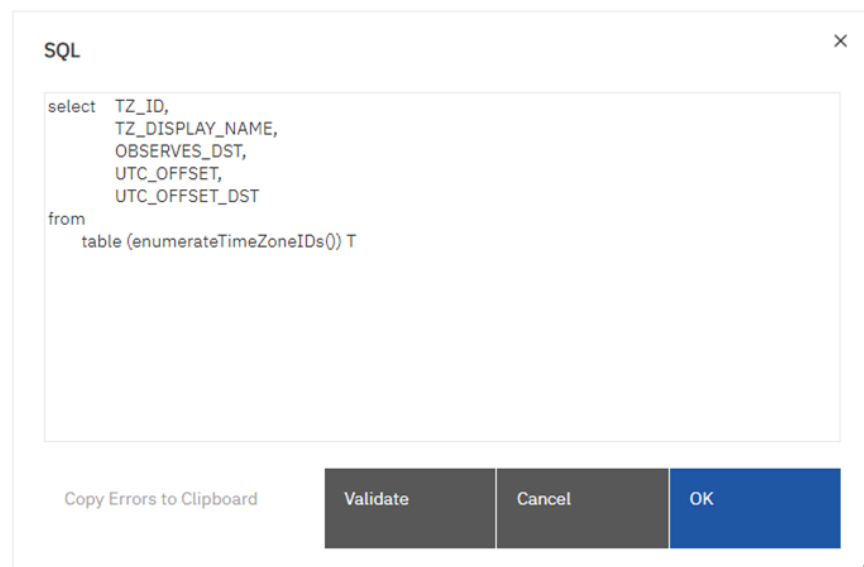 SQL
select TZ_ID,
TZ_DISPLAY_NAME,
OBSERVES_DST,
UTC_OFFSET,
UTC_OFFSET_DST
from
table (enumerateTimeZoneIDs()) T
Copy Errors to Clipboard
Validate
Cancel
OK